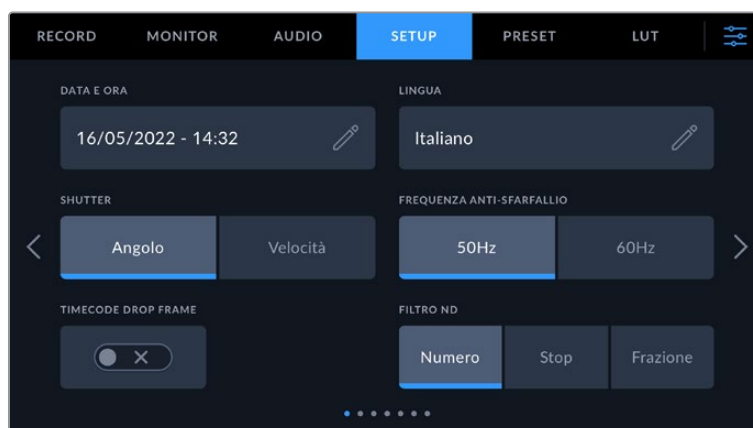 RECORD MONITOR AUDIO SETUP PRESET LUT
DATA E ORA LINGUA
16/05/2022 - 14:32 Italiano
SHUTTER FREQUENZA ANTI-SFARFALLIO
Angolo Velocità 50Hz 60Hz
TIMECODE DROP FRAME FILTRO ND
Numero Stop Frazione